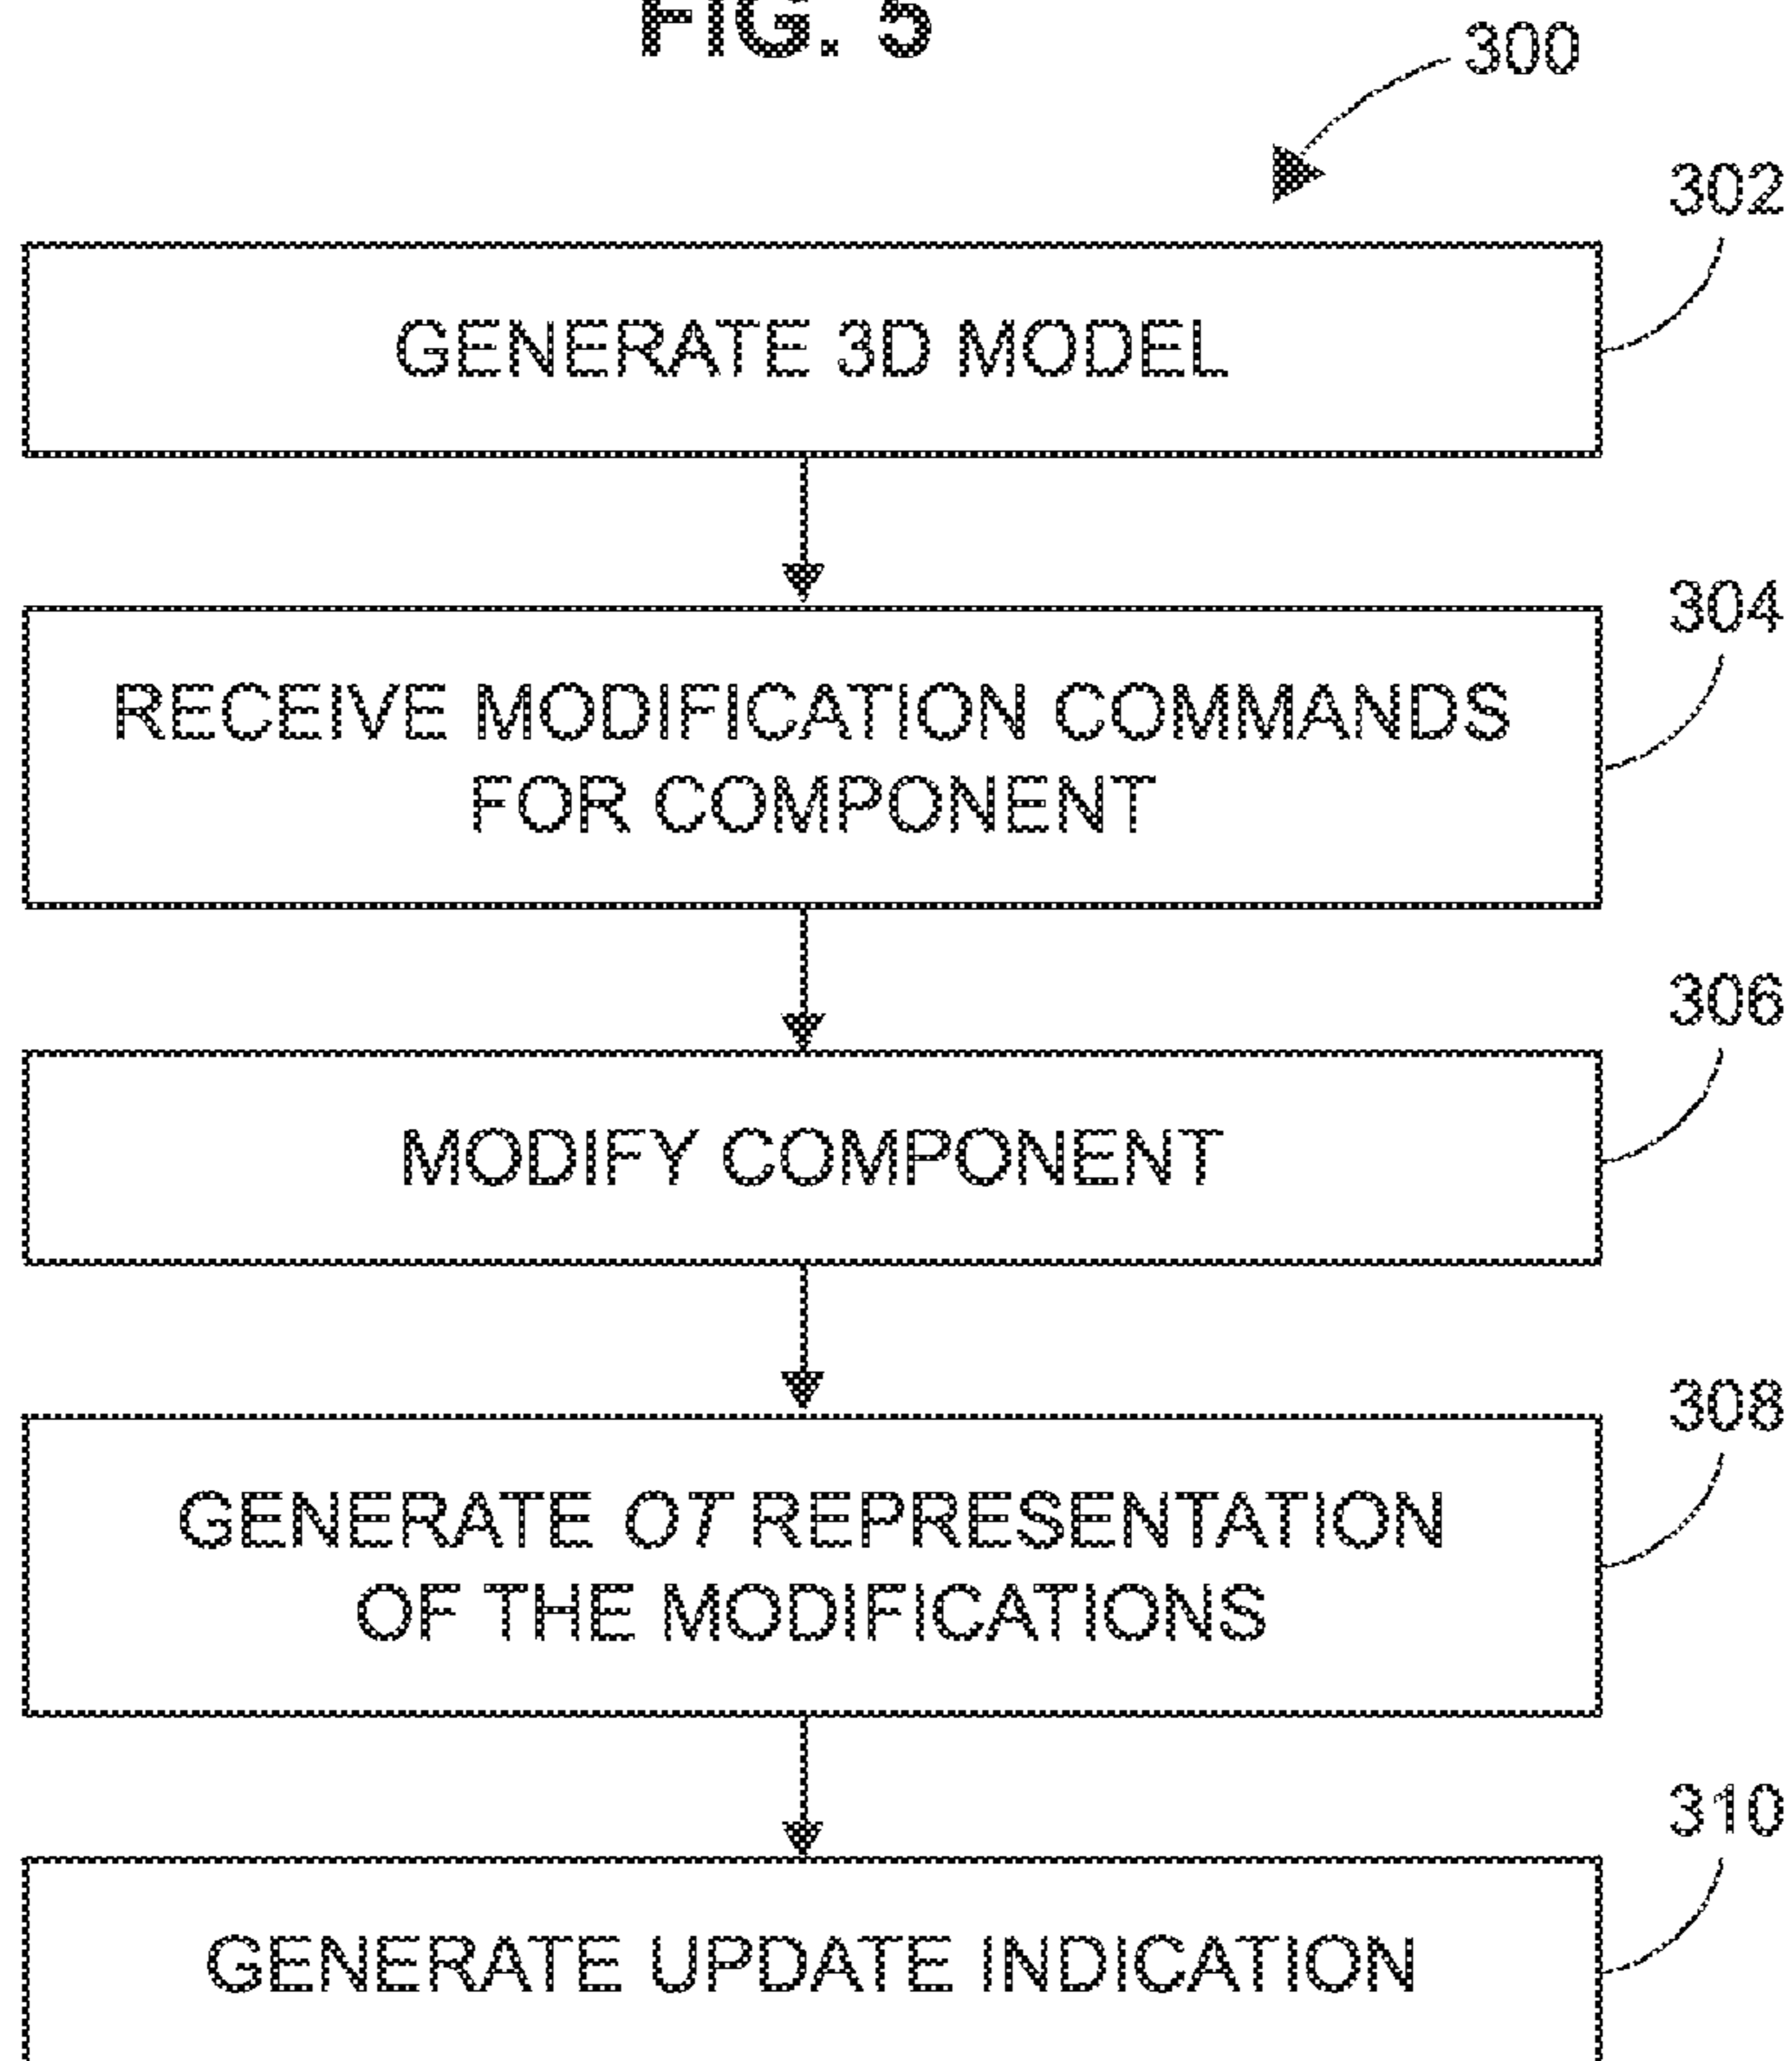 FIG. 5
300
302
GENERATE 3D MODEL
304
RECEIVE MODIFICATION COMMANDS
FOR COMPONENT
306
MODIFY COMPONENT
308
GENERATE OT REPRESENTATION
OF THE MODIFICATIONS
310
GENERATE UPDATE INDICATION